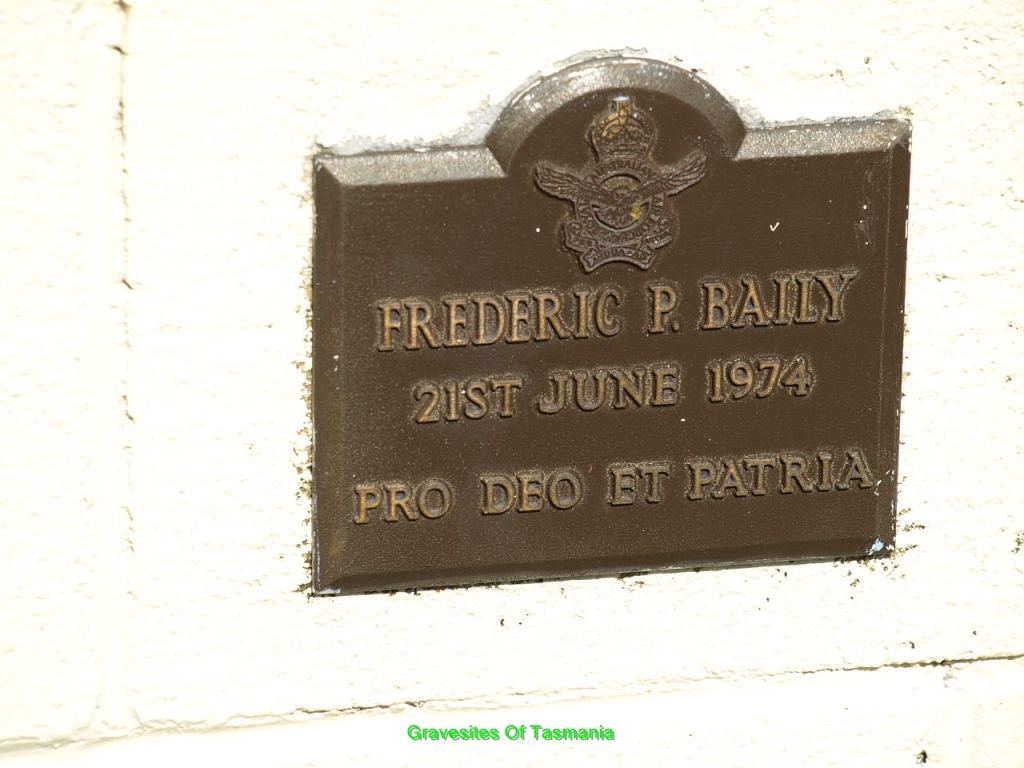 FREDERIC P. BAILY
21ST JUNE 1974
PRO DEO ET PATRIA
Gravesites Of Tasmania